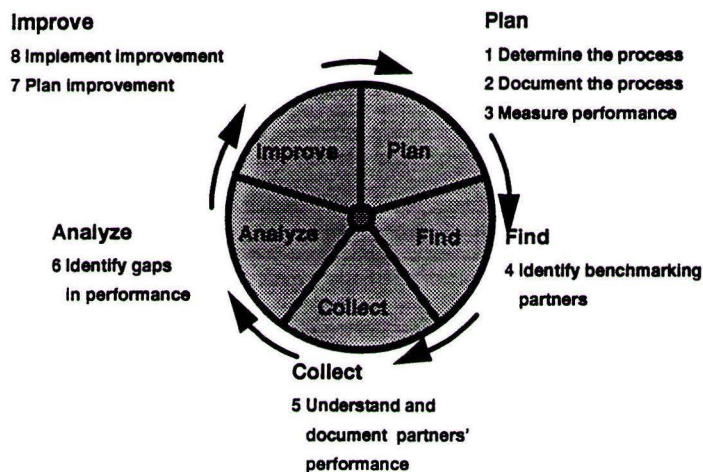 Improve
8 Implement improvement
7 Plan improvement
Plan
1 Determine the process
2 Document the process
3 Measure performance
Improve
Plan
Analyze
Find
Collect
Analyze
6 Identify gaps
in performance
Find
4 Identify benchmarking
partners
Collect
5 Understand and
document partners'
performance